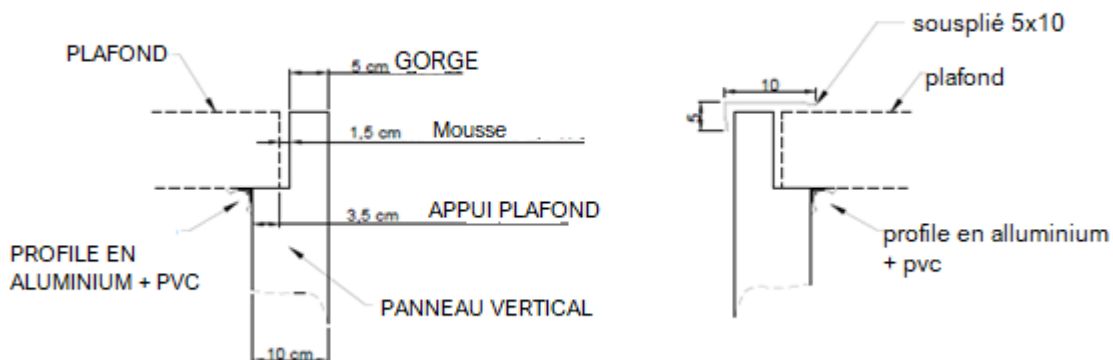 PLAFOND
5 cm GORGE
1,5 cm Mousse
3,5 cm APPUI PLAFOND
PROFILE EN
ALUMINIUM + PVC
PANNEAU VERTICAL
10 cm
sousplié 5x10
10
plafond
5
profile en alluminium
+ pvc